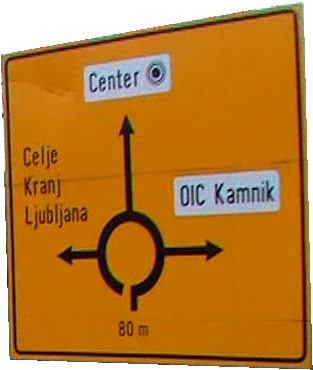 Center
Celje
Kranj
Ljubljana
OIC Kamnik
80 m